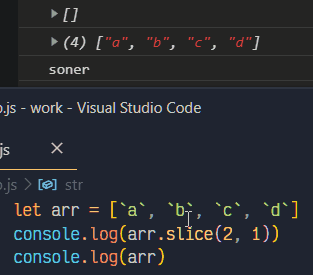 ▶ []
▶ (4) ["a", "b", "c", "d"]
soner
o.js - work - Visual Studio Code
js ×
o.js > str
let arr = [`a`, `b`, `c`, `d`]
console.log(arr.slice(2, 1))
console.log(arr)